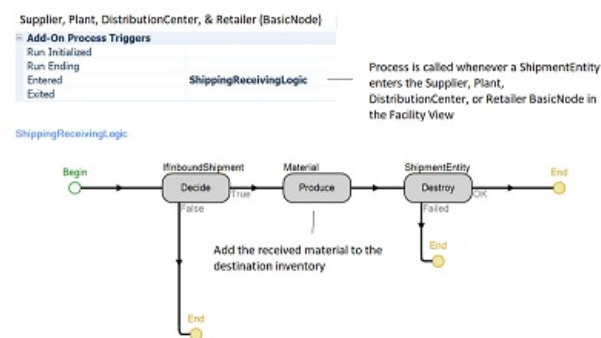 Supplier, Plant, DistributionCenter, & Retailer (BasicNode)
Add-On Process Triggers
Run Initialized
Run Ending
Entered ShippingReceivingLogic
Exited
Process is called whenever a ShipmentEntity
enters the Supplier, Plant,
DistributionCenter, or Retailer BasicNode in
the Facility View
ShippingReceivingLogic
Begin
IfInboundShipment
Decide
True
False
Material
Produce
ShipmentEntity
Destroy
OK
Failed
End
End
Add the received material to the
destination inventory
End